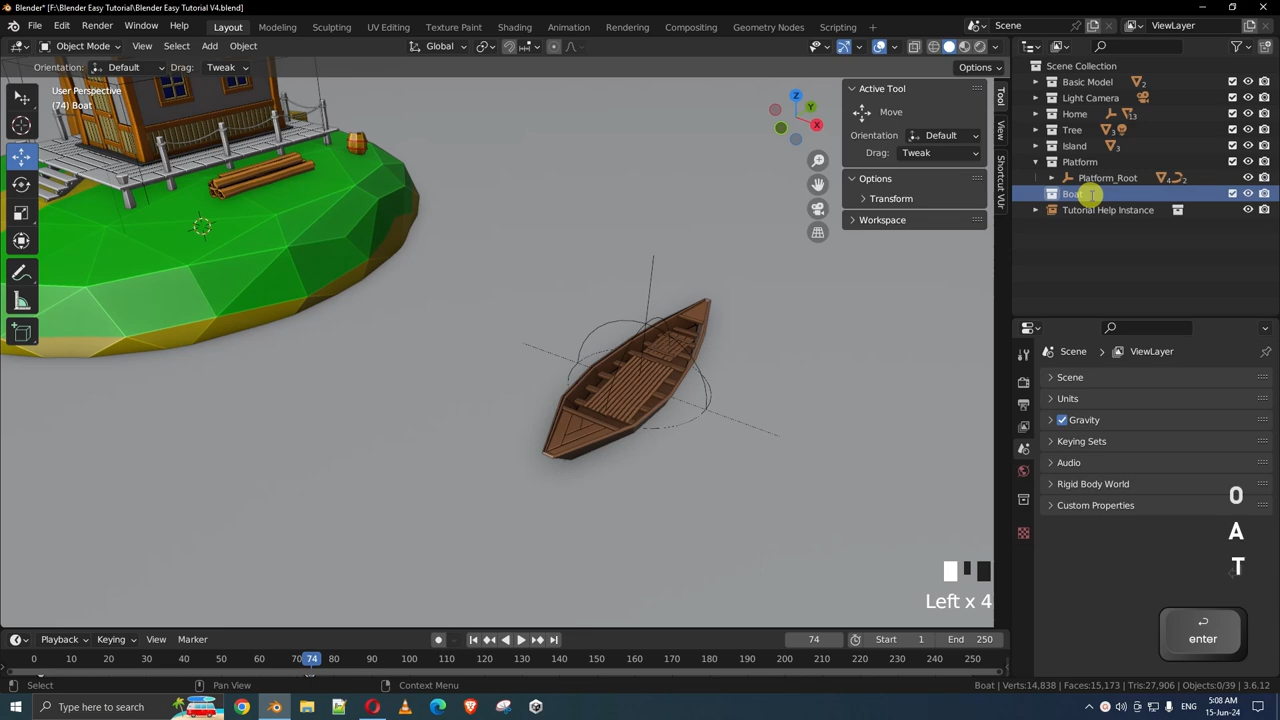 Blender* [F:\Blender Easy Tutorial\Blender Easy Tutorial V4.blend]
File Edit Render Window Help Layout Modeling Sculpting UV Editing Texture Paint Shading Animation Rendering Compositing Geometry Nodes Scene ViewLayer
Object Mode View Select Add Object Global
Orientation: Default Drag: Tweak Options
User Perspective
(74) Boat
Z
Y
X
Active Tool
Move
Orientation Default
Drag: Tweak
Options
Transform
Workspace
Tool
View
Shortcut VUr
Scene Collection
Basic Model 2
Light Camera
Home 13
Tree 3
Island 3
Platform
Platform_Root 4 2
Boat
Tutorial Help Instance
Scene ViewLayer
Scene
Units
Gravity
Keying Sets
Audio
Rigid Body World
Custom Properties
O
A
T
Left x 4
enter
Playback Keying View Marker 74 Start 1 End 250
0 10 20 30 40 50 60 70 74 80 90 100 110 120 130 140 150 160 170 180 190 200 210 220 230 240 250
Select Pan View Context Menu Boat | Verts:14,838 | Faces:15,173 | Tris:27,906 | Objects:0/39 | 3.6.12
Type here to search
5:08 AM
15-Jun-24